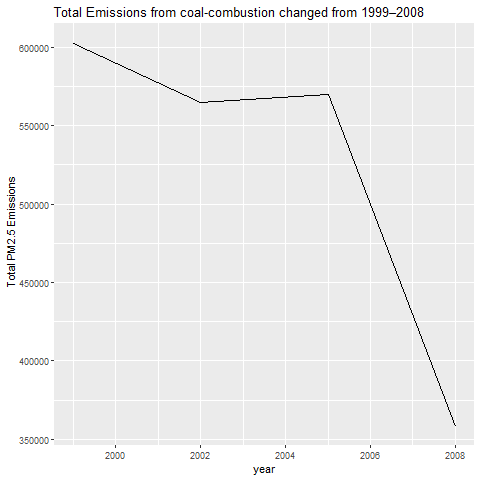 Total Emissions from coal-combustion changed from 1999–2008
600000
550000
500000
450000
400000
350000
Total PM2.5 Emissions
2000 2002 2004 2006 2008
year